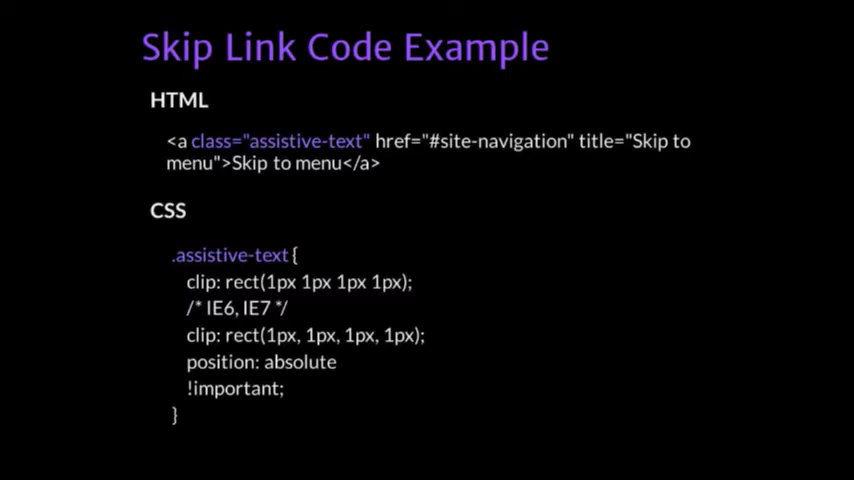 Skip Link Code Example
HTML
<a class="assistive-text" href="#site-navigation" title="Skip to
menu">Skip to menu</a>
CSS
.assistive-text {
clip: rect(1px 1px 1px 1px);
/* IE6, IE7 */
clip: rect(1px, 1px, 1px, 1px);
position: absolute
!important;
}